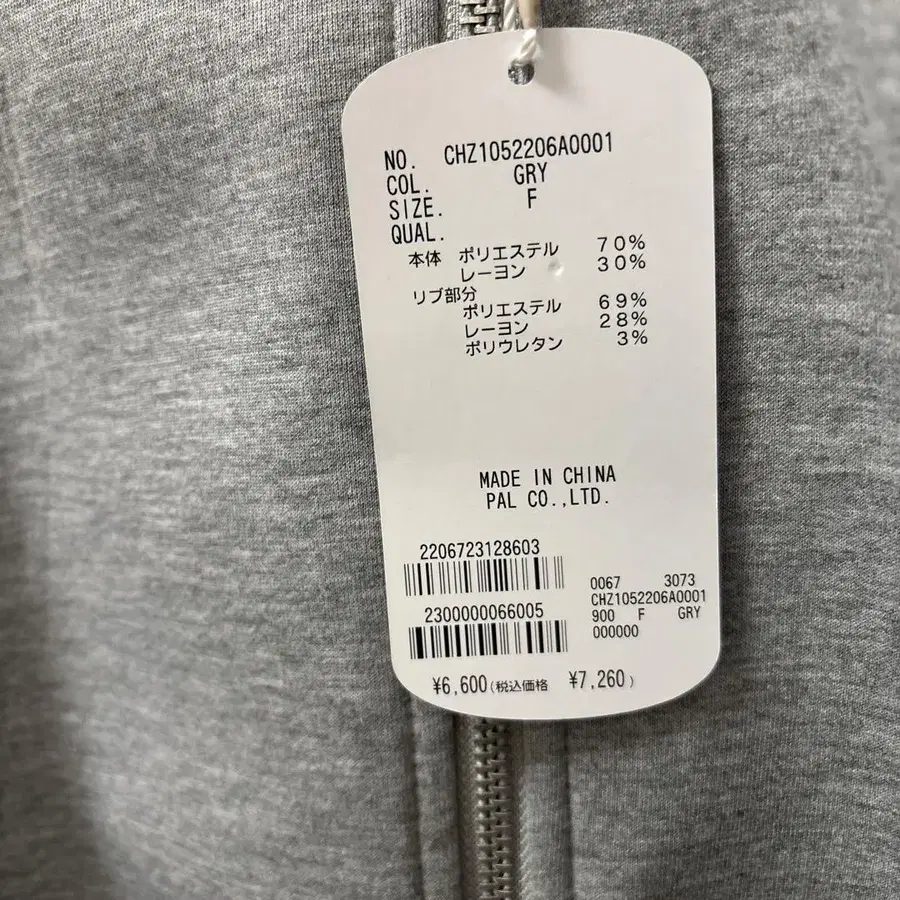 NO. CHZ1052206A0001
COL. GRY
SIZE. F
QUAL.
本体 ポリエステル 70%
レーヨン 30%
リブ部分
ポリエステル 69%
レーヨン 28%
ポリウレタン 3%
MADE IN CHINA
PAL CO.,LTD.
2206723128603
2300000066005
0067 3073
CHZ1052206A0001
900 F GRY
000000
¥6,600(税込価格 ¥7,260)